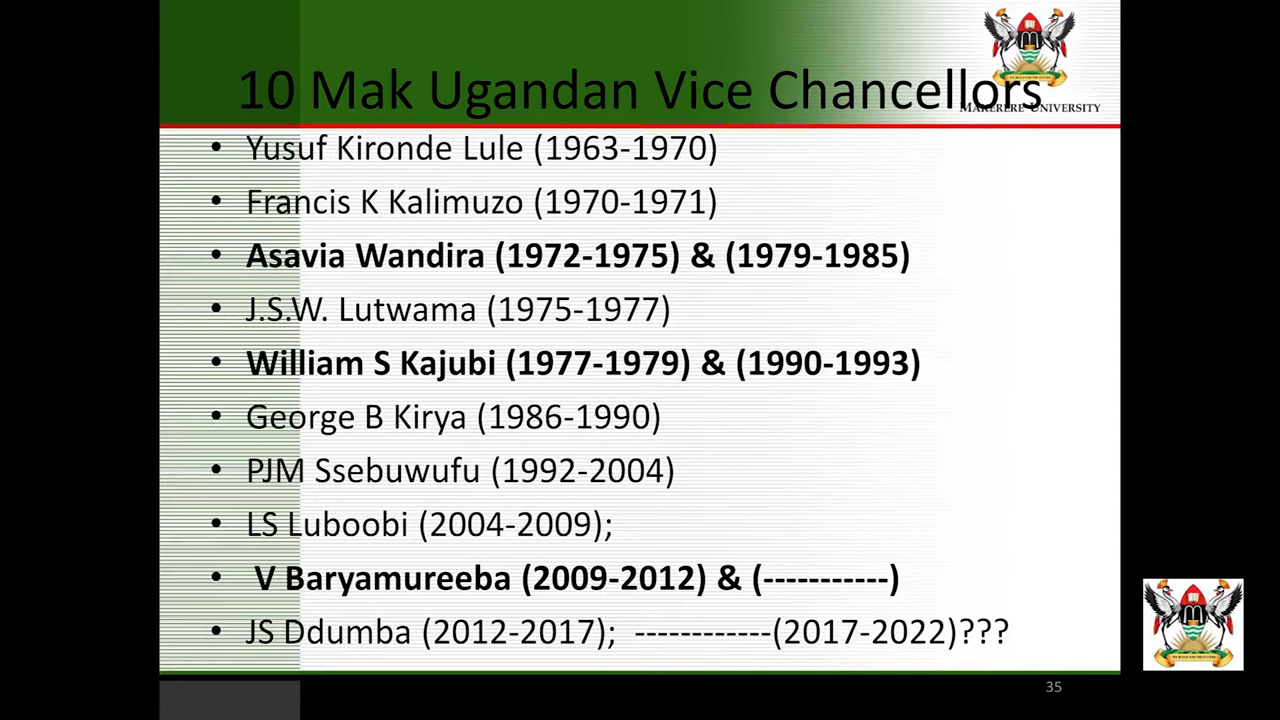 10 Mak Ugandan Vice Chancellors
MAKERERE UNIVERSITY
• Yusuf Kironde Lule (1963-1970)
• Francis K Kalimuzo (1970-1971)
• Asavia Wandira (1972-1975) & (1979-1985)
• J.S.W. Lutwama (1975-1977)
• William S Kajubi (1977-1979) & (1990-1993)
• George B Kirya (1986-1990)
• PJM Ssebuwufu (1992-2004)
• LS Luboobi (2004-2009);
• V Baryamureeba (2009-2012) & (-----------)
• JS Ddumba (2012-2017); ------------(2017-2022)???
35